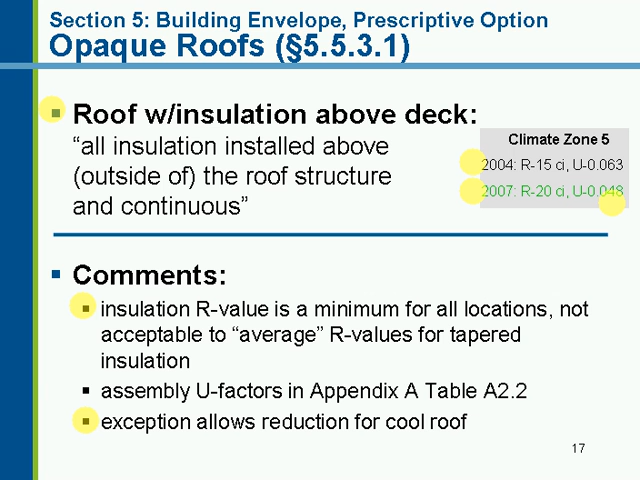 Section 5: Building Envelope, Prescriptive Option
Opaque Roofs (§5.5.3.1)
▪ Roof w/insulation above deck:
“all insulation installed above
(outside of) the roof structure
and continuous”
Climate Zone 5
2004: R-15 ci, U-0.063
2007: R-20 ci, U-0.048
▪ Comments:
▪ insulation R-value is a minimum for all locations, not
acceptable to “average” R-values for tapered
insulation
▪ assembly U-factors in Appendix A Table A2.2
▪ exception allows reduction for cool roof
17